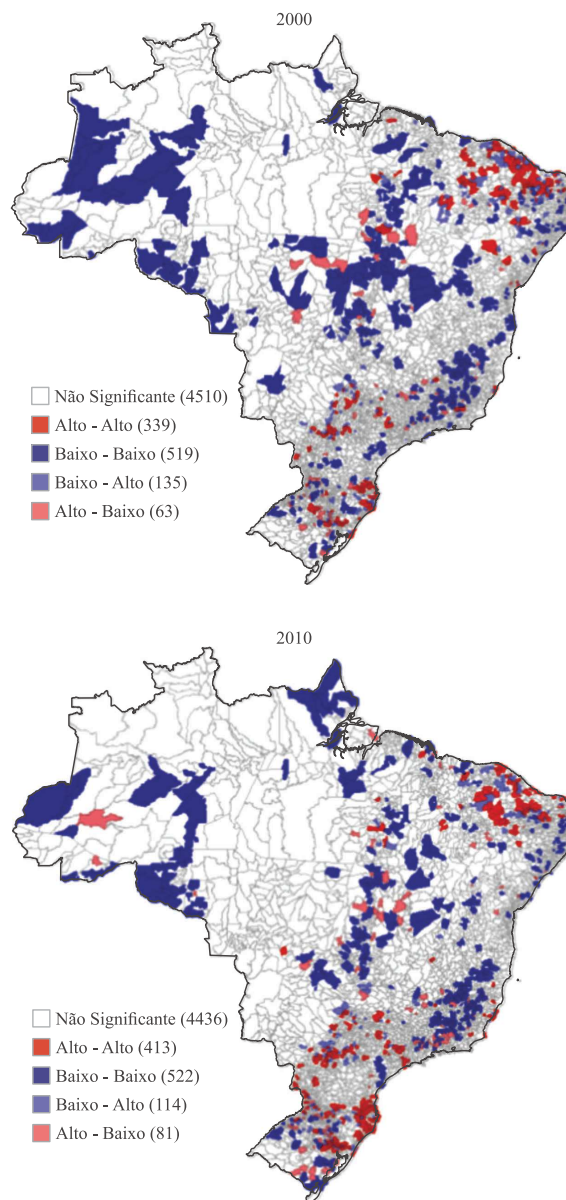 2000
Não Significante (4510)
Alto - Alto (339)
Baixo - Baixo (519)
Baixo - Alto (135)
Alto - Baixo (63)
2010
Não Significante (4436)
Alto - Alto (413)
Baixo - Baixo (522)
Baixo - Alto (114)
Alto - Baixo (81)